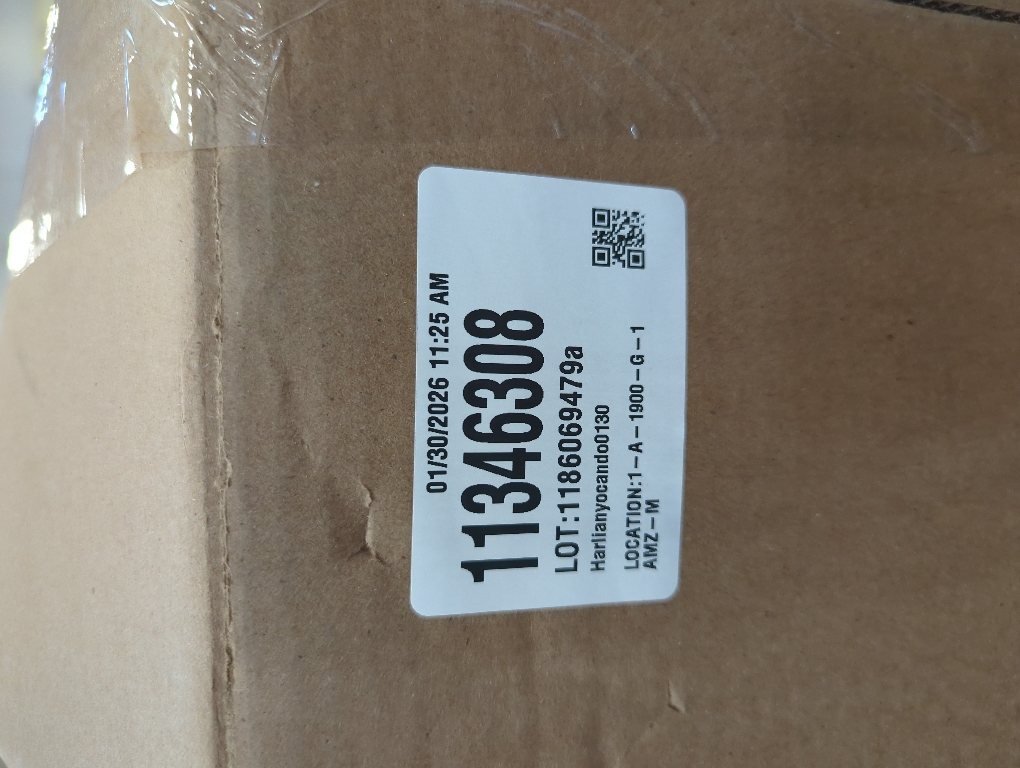 01/30/2026 11:25 AM
11346308
LOT:1186069479a
Harlianyocando0130
LOCATION:1-A-1900-G-1
AMZ-M